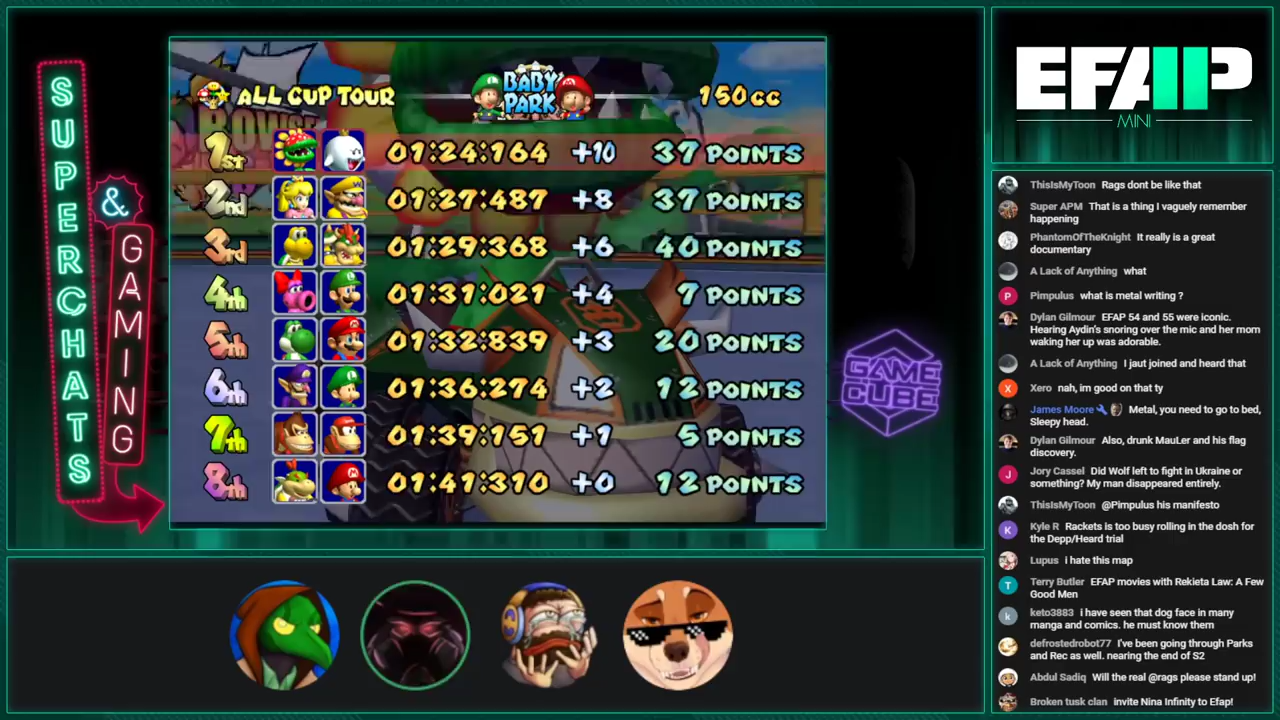 SUPERCHATS
&
GAMING
ALL CUP TOUR
BABY
PARK
150cc
1st 01:24:164 +10 37 POINTS
2nd 01:27:487 +8 37 POINTS
3rd 01:29:368 +6 40 POINTS
4th 01:31:021 +4 7 POINTS
5th 01:32:839 +3 20 POINTS
6th 01:36:274 +2 12 POINTS
7th 01:39:151 +1 5 POINTS
8th 01:41:310 +0 12 POINTS
GAME
CUBE
EFAP
MINI
ThisIsMyToon Rags dont be like that
Super APM That is a thing I vaguely remember
happening
PhantomOfTheKnight It really is a great
documentary
A Lack of Anything what
Pimpulus what is metal writing ?
Dylan Gilmour EFAP 54 and 55 were iconic.
Hearing Aydin's snoring over the mic and her mom
waking her up was adorable.
A Lack of Anything I jaut joined and heard that
Xero nah, im good on that ty
James Moore Metal, you need to go to bed,
Sleepy head.
Dylan Gilmour Also, drunk MauLer and his flag
discovery.
Jory Cassel Did Wolf left to fight in Ukraine or
something? My man disappeared entirely.
ThisIsMyToon @Pimpulus his manifesto
Kyle R Rackets is too busy rolling in the dosh for
the Depp/Heard trial
Lupus i hate this map
Terry Butler EFAP movies with Rekieta Law: A Few
Good Men
keto3883 i have seen that dog face in many
manga and comics. he must know them
defrostedrobot77 I've been going through Parks
and Rec as well. nearing the end of S2
Abdul Sadiq Will the real @rags please stand up!
Broken tusk clan invite Nina Infinity to Efap!